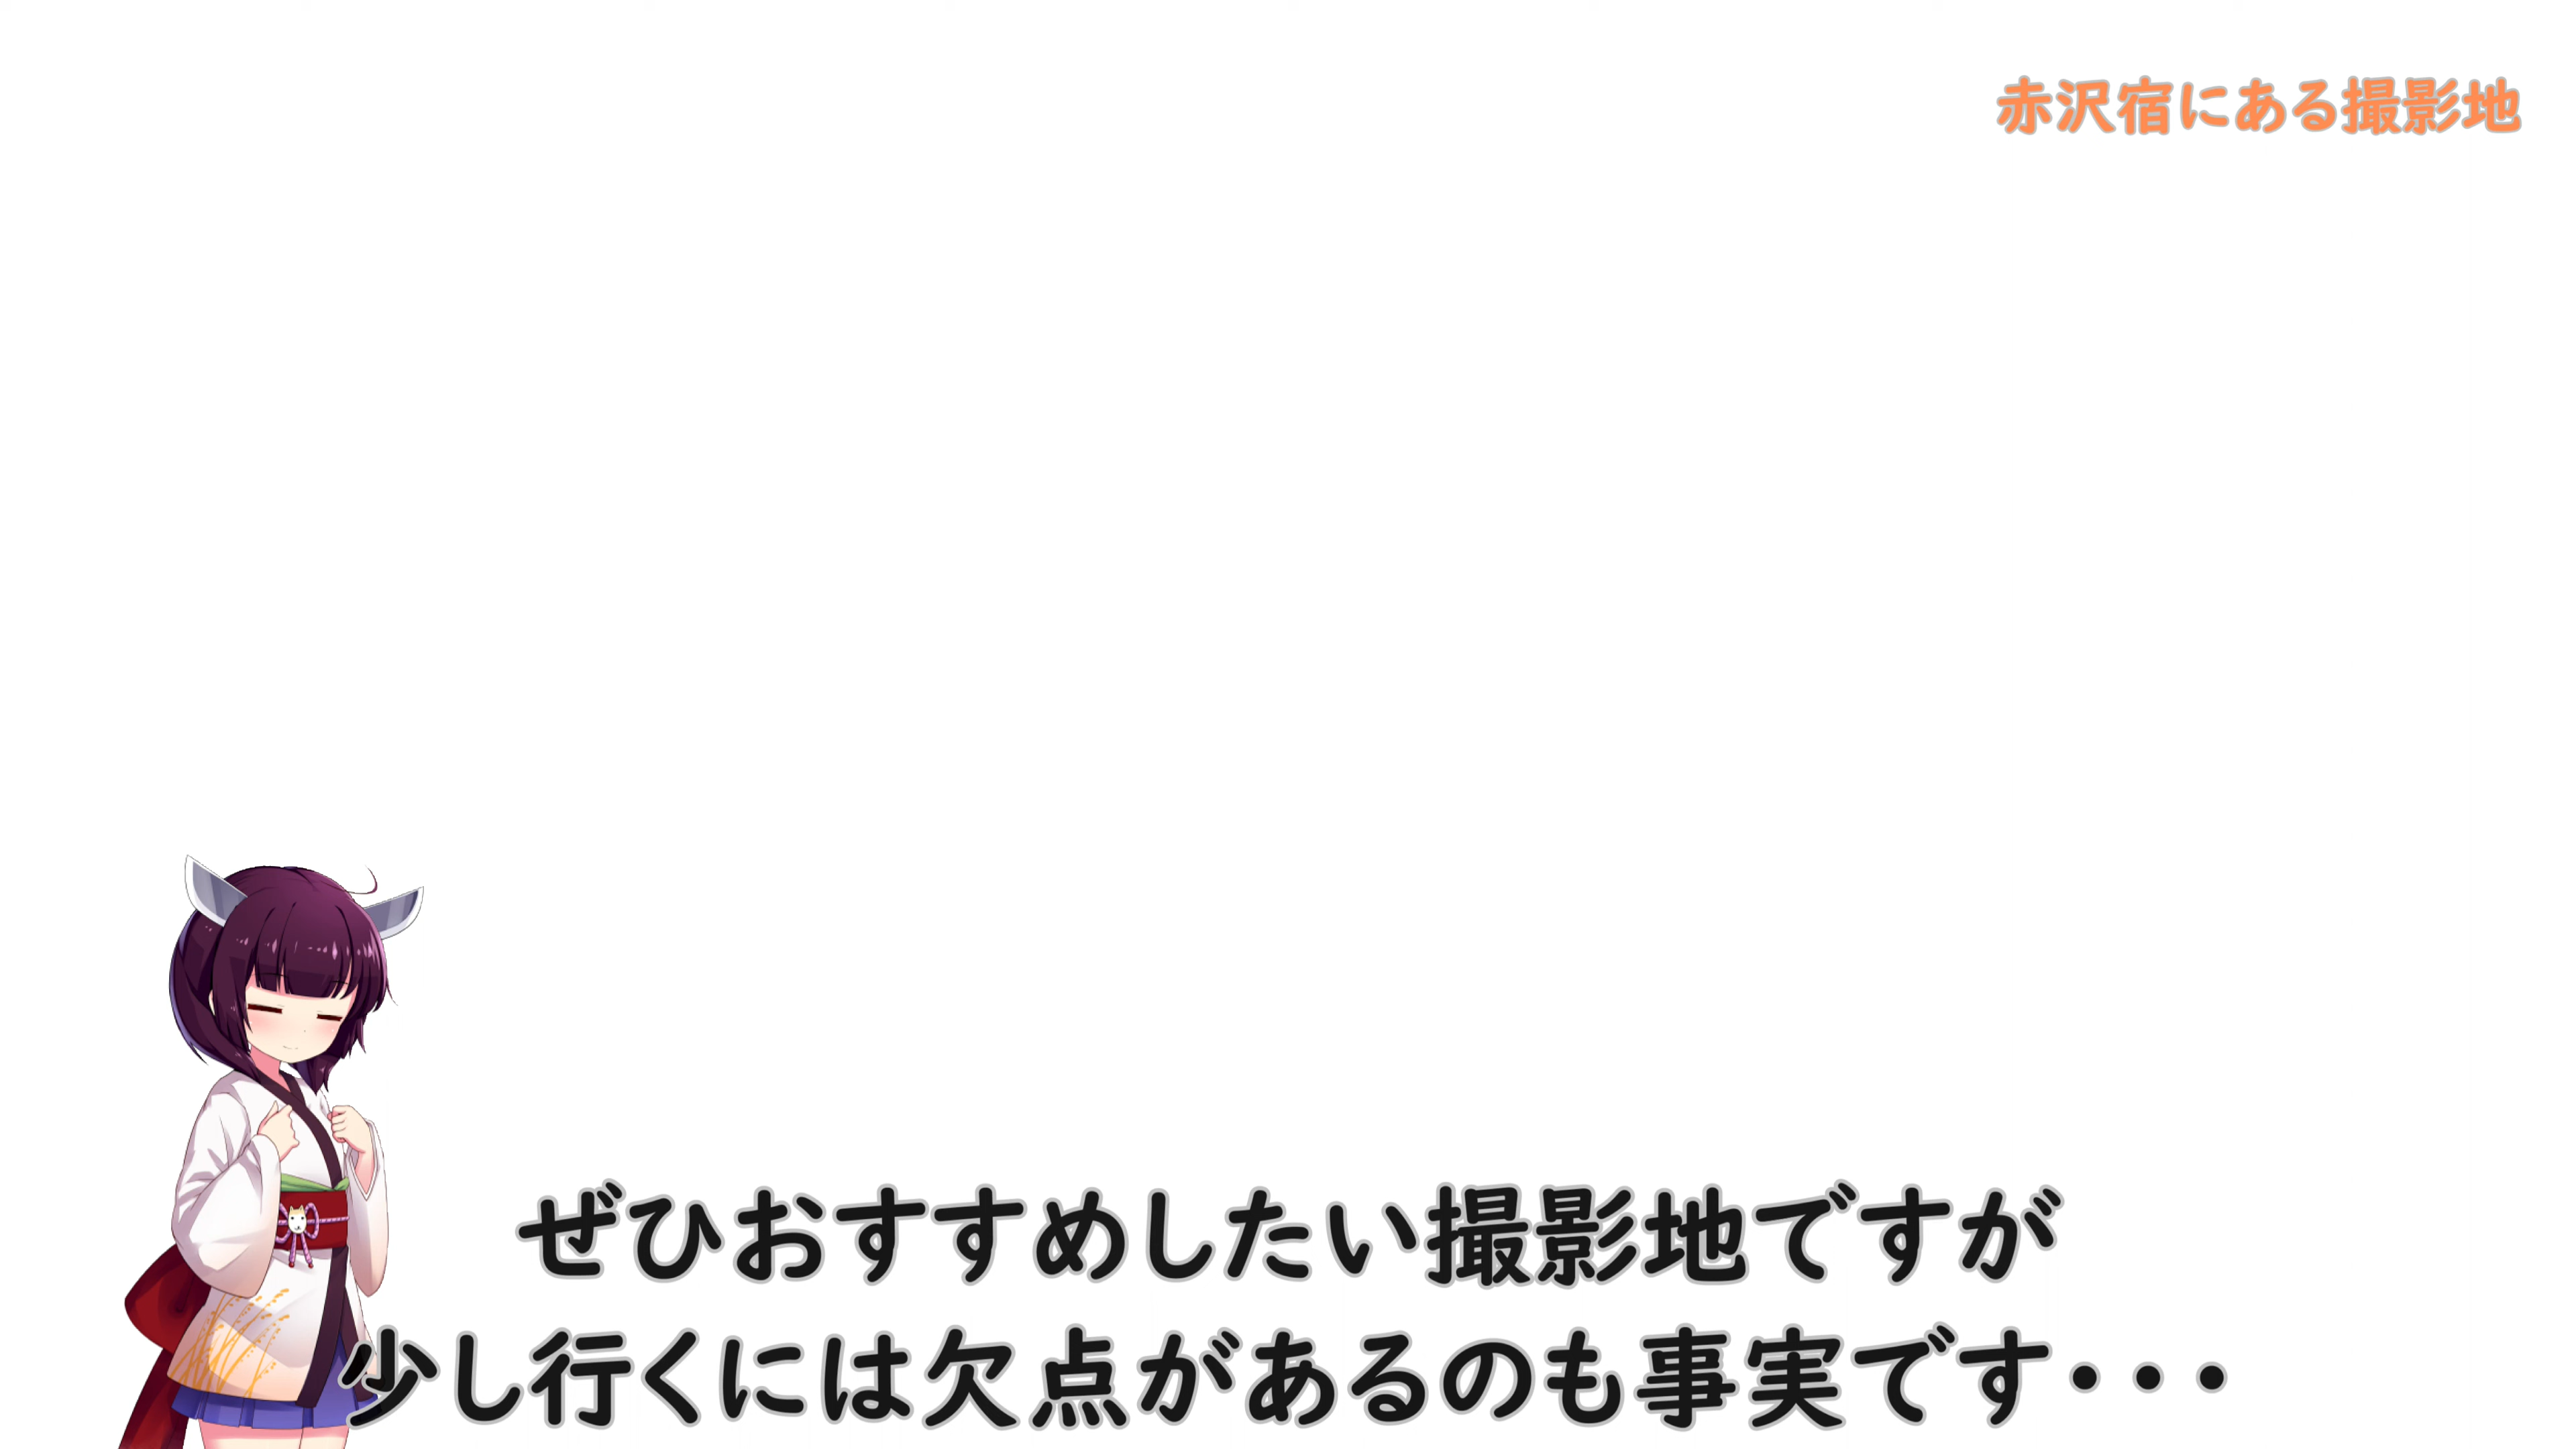 赤沢宿にある撮影地
ぜひおすすめしたい撮影地ですが
少し行くには欠点があるのも事実です・・・